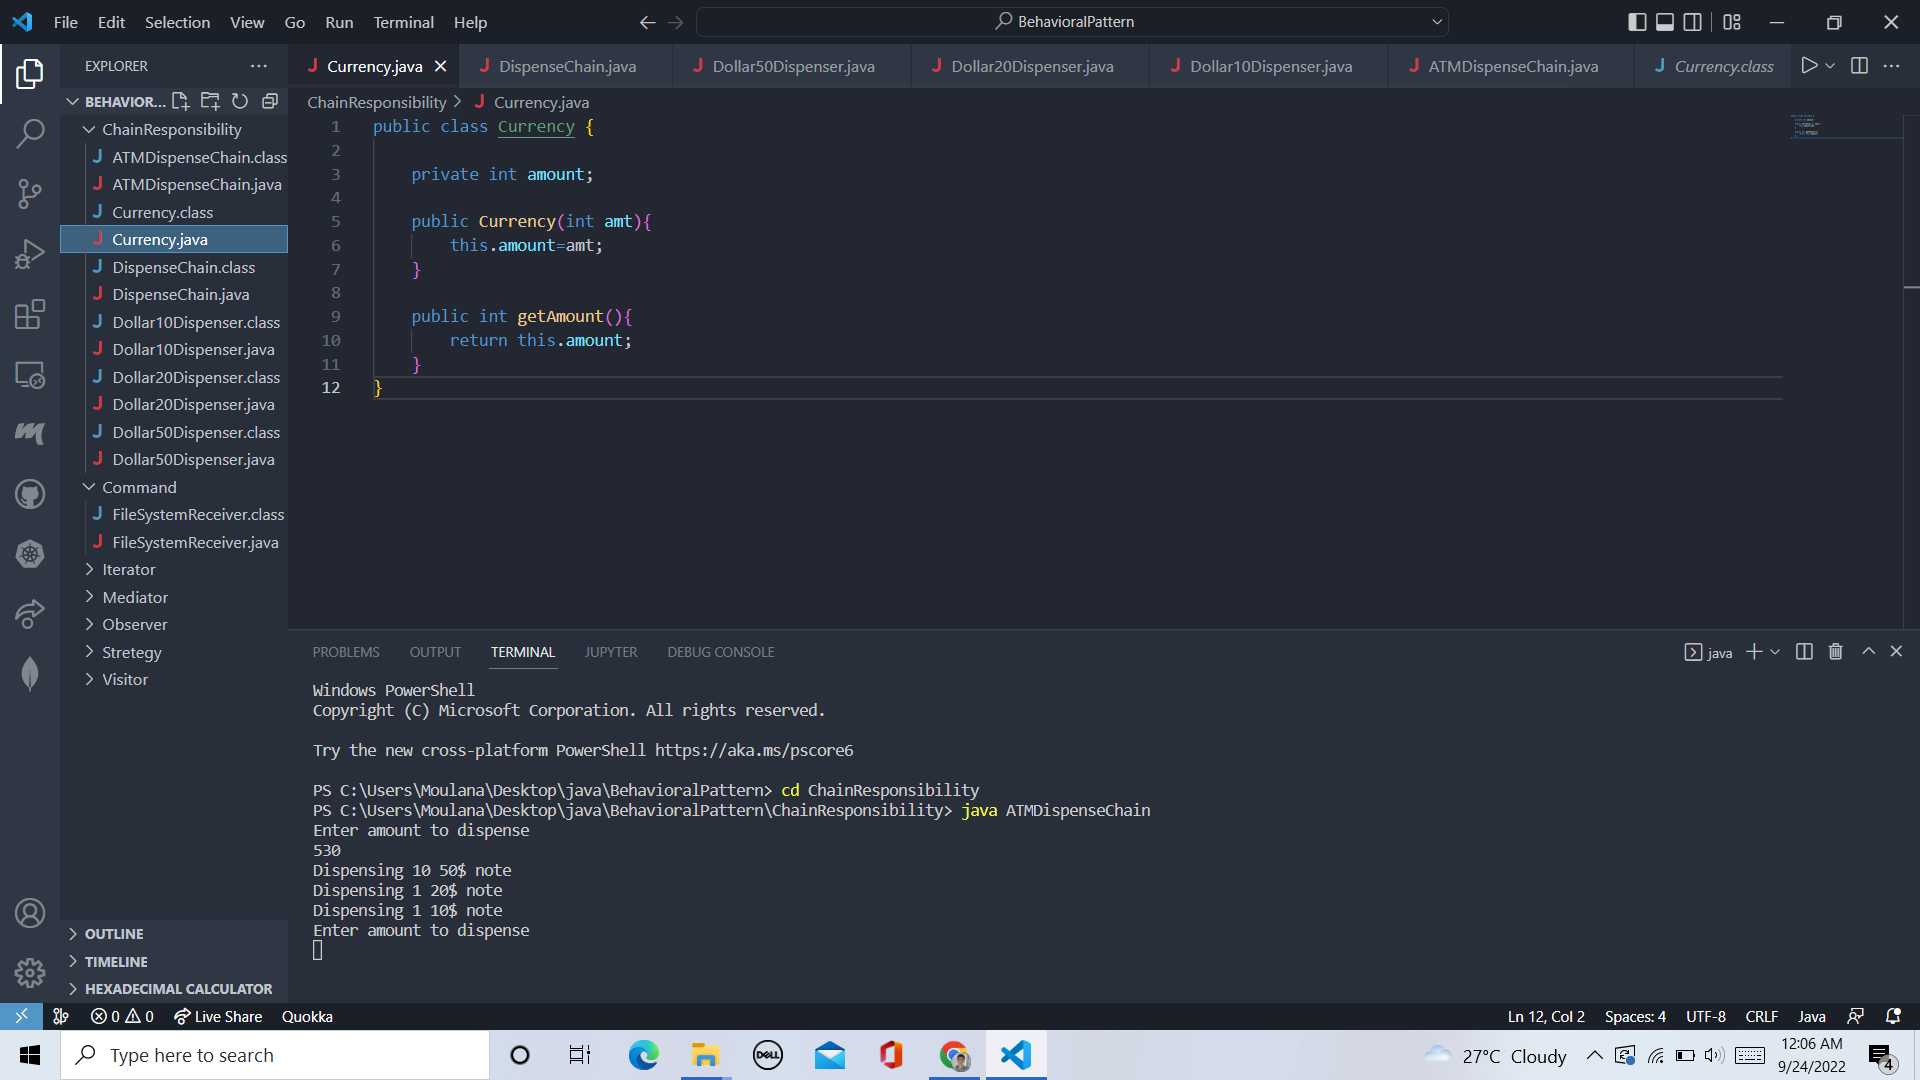 File Edit Selection View Go Run Terminal Help
BehavioralPattern
EXPLORER
Currency.java
DispenseChain.java
Dollar50Dispenser.java
Dollar20Dispenser.java
Dollar10Dispenser.java
ATMDispenseChain.java
Currency.class
BEHAVIOR...
ChainResponsibility
ATMDispenseChain.class
ATMDispenseChain.java
Currency.class
Currency.java
DispenseChain.class
DispenseChain.java
Dollar10Dispenser.class
Dollar10Dispenser.java
Dollar20Dispenser.class
Dollar20Dispenser.java
Dollar50Dispenser.class
Dollar50Dispenser.java
Command
FileSystemReceiver.class
FileSystemReceiver.java
Iterator
Mediator
Observer
Stretegy
Visitor
OUTLINE
TIMELINE
HEXADECIMAL CALCULATOR
ChainResponsibility > Currency.java
1 public class Currency {
2
3 private int amount;
4
5 public Currency(int amt){
6 this.amount=amt;
7 }
8
9 public int getAmount(){
10 return this.amount;
11 }
12 }
PROBLEMS OUTPUT TERMINAL JUPYTER DEBUG CONSOLE
java
Windows PowerShell
Copyright (C) Microsoft Corporation. All rights reserved.
Try the new cross-platform PowerShell https://aka.ms/pscore6
PS C:\Users\Moulana\Desktop\java\BehavioralPattern> cd ChainResponsibility
PS C:\Users\Moulana\Desktop\java\BehavioralPattern\ChainResponsibility> java ATMDispenseChain
Enter amount to dispense
530
Dispensing 10 50$ note
Dispensing 1 20$ note
Dispensing 1 10$ note
Enter amount to dispense
0 0 Live Share Quokka
Ln 12, Col 2 Spaces: 4 UTF-8 CRLF Java
Type here to search
DELL
27°C Cloudy
12:06 AM
9/24/2022
4